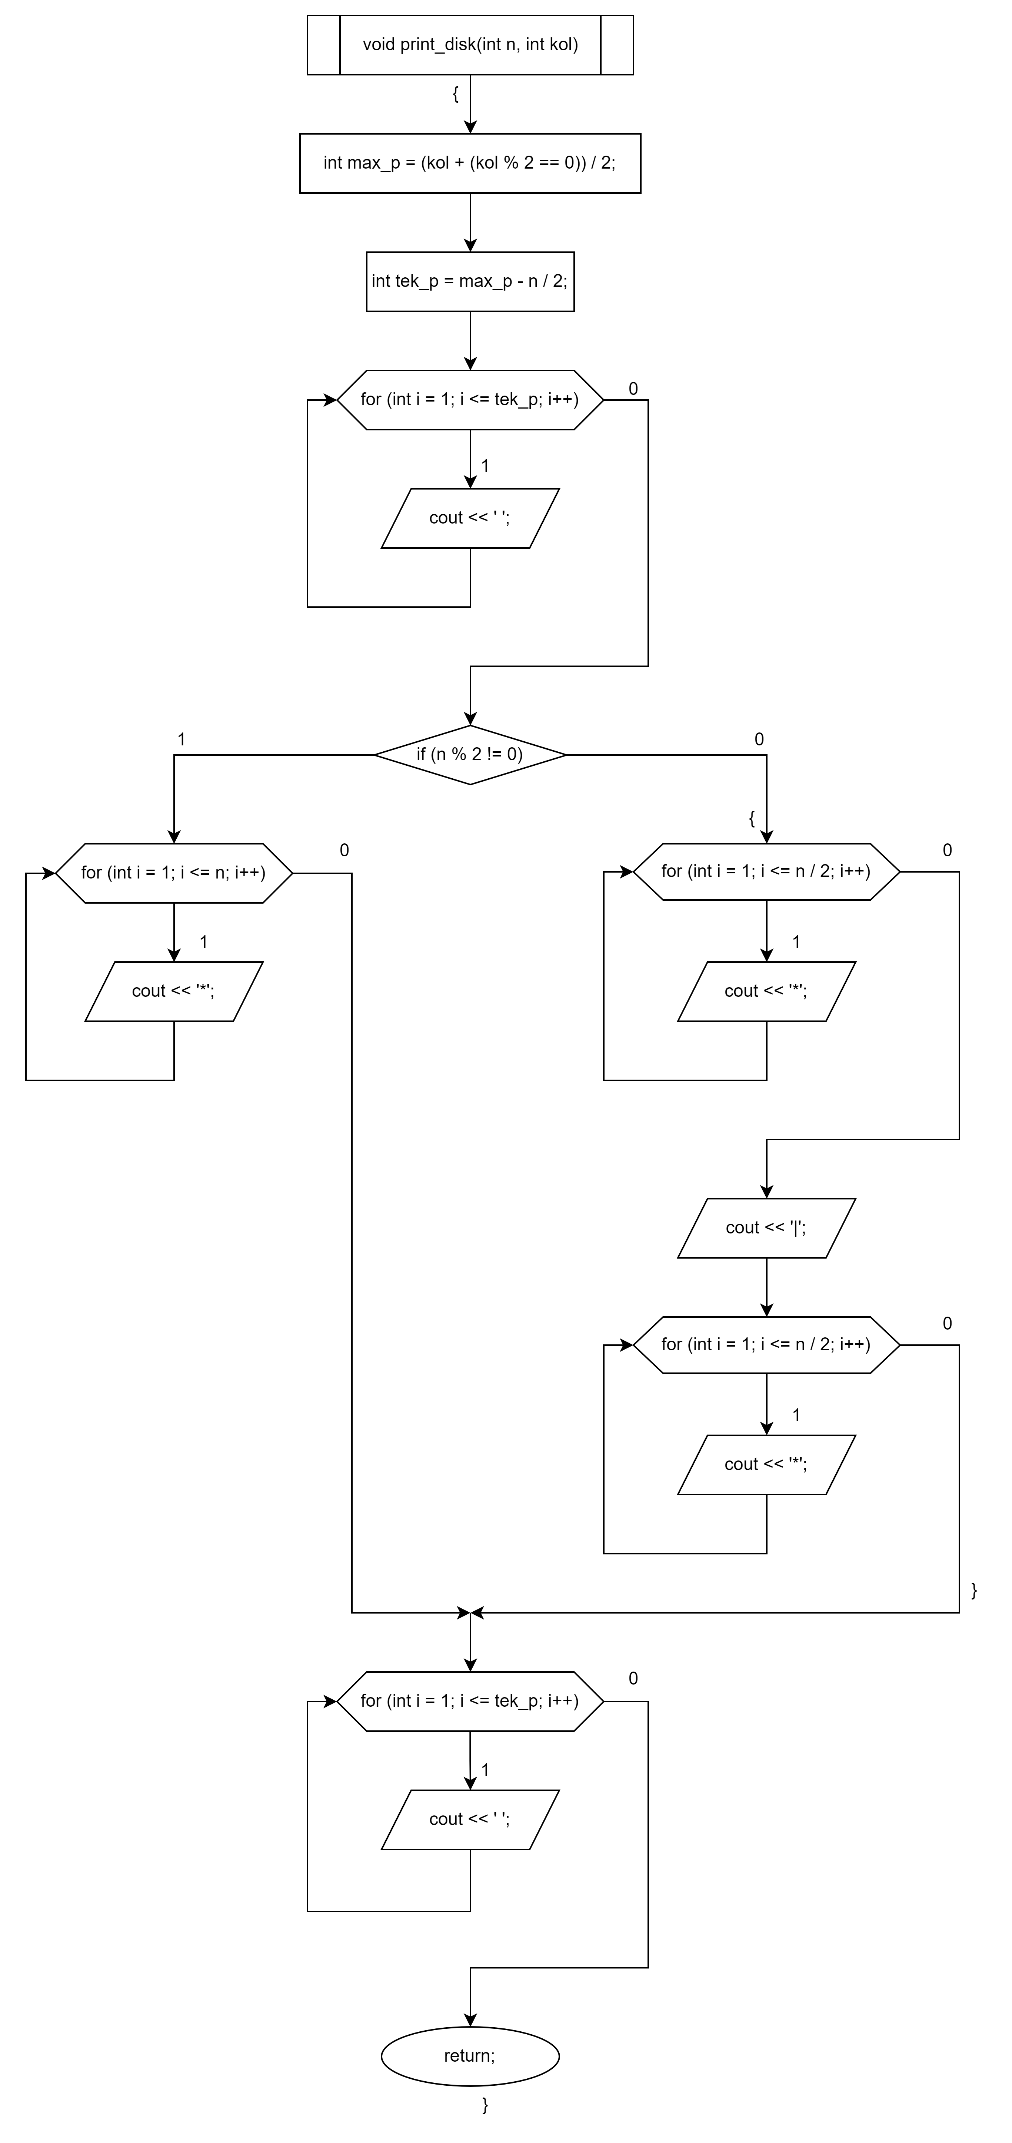 void print_disk(int n, int kol)
{
int max_p = (kol + (kol % 2 == 0)) / 2;
int tek_p = max_p - n / 2;
for (int i = 1; i <= tek_p; i++)
0
1
cout << ' ';
if (n % 2 != 0)
1
0
for (int i = 1; i <= n; i++)
0
1
cout << '*';
{
for (int i = 1; i <= n / 2; i++)
0
1
cout << '*';
cout << '|';
for (int i = 1; i <= n / 2; i++)
0
1
cout << '*';
}
for (int i = 1; i <= tek_p; i++)
0
1
cout << ' ';
return;
}